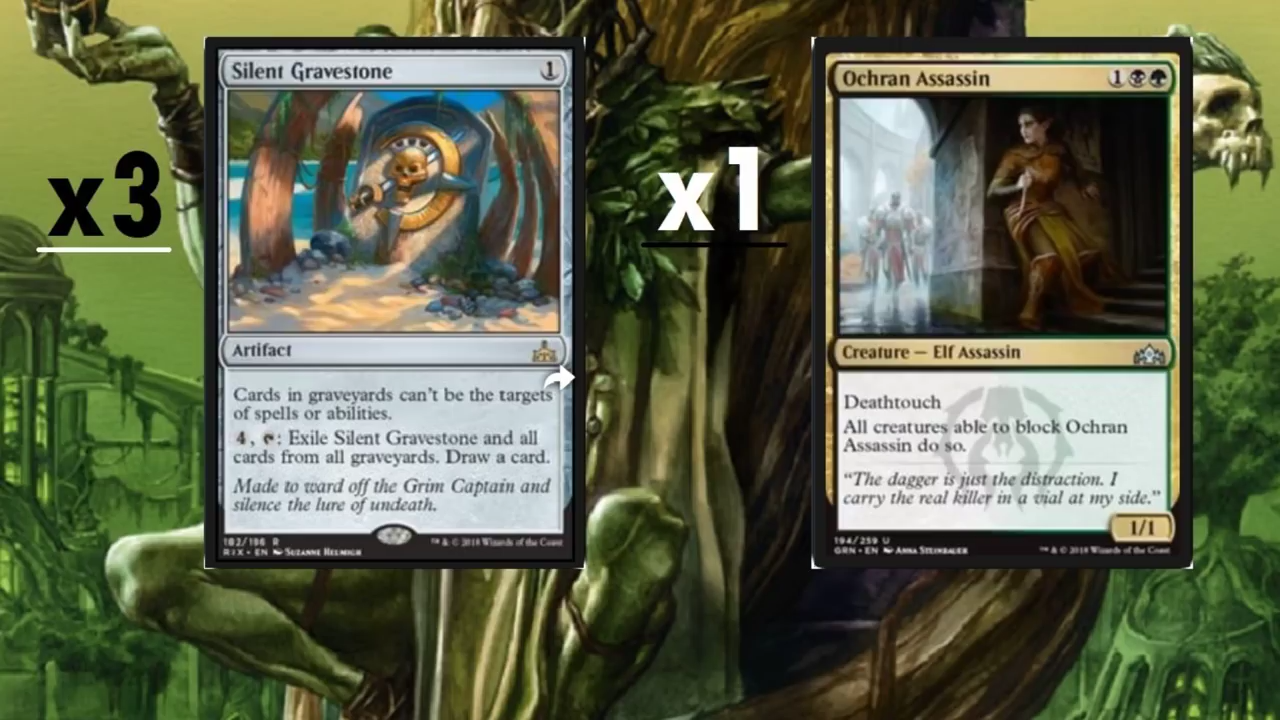 x3
Silent Gravestone 1
Artifact
Cards in graveyards can't be the targets
of spells or abilities.
4, T: Exile Silent Gravestone and all
cards from all graveyards. Draw a card.
Made to ward off the Grim Captain and
silence the lure of undeath.
182/196 R
RIX • EN SUZANNE HELMIGH
™ & © 2018 Wizards of the Coast
x1
Ochran Assassin 1
Creature — Elf Assassin
Deathtouch
All creatures able to block Ochran
Assassin do so.
"The dagger is just the distraction. I
carry the real killer in a vial at my side."
1/1
194/259 U
GRN • EN ANNA STEINBAUER
™ & © 2018 Wizards of the Coast